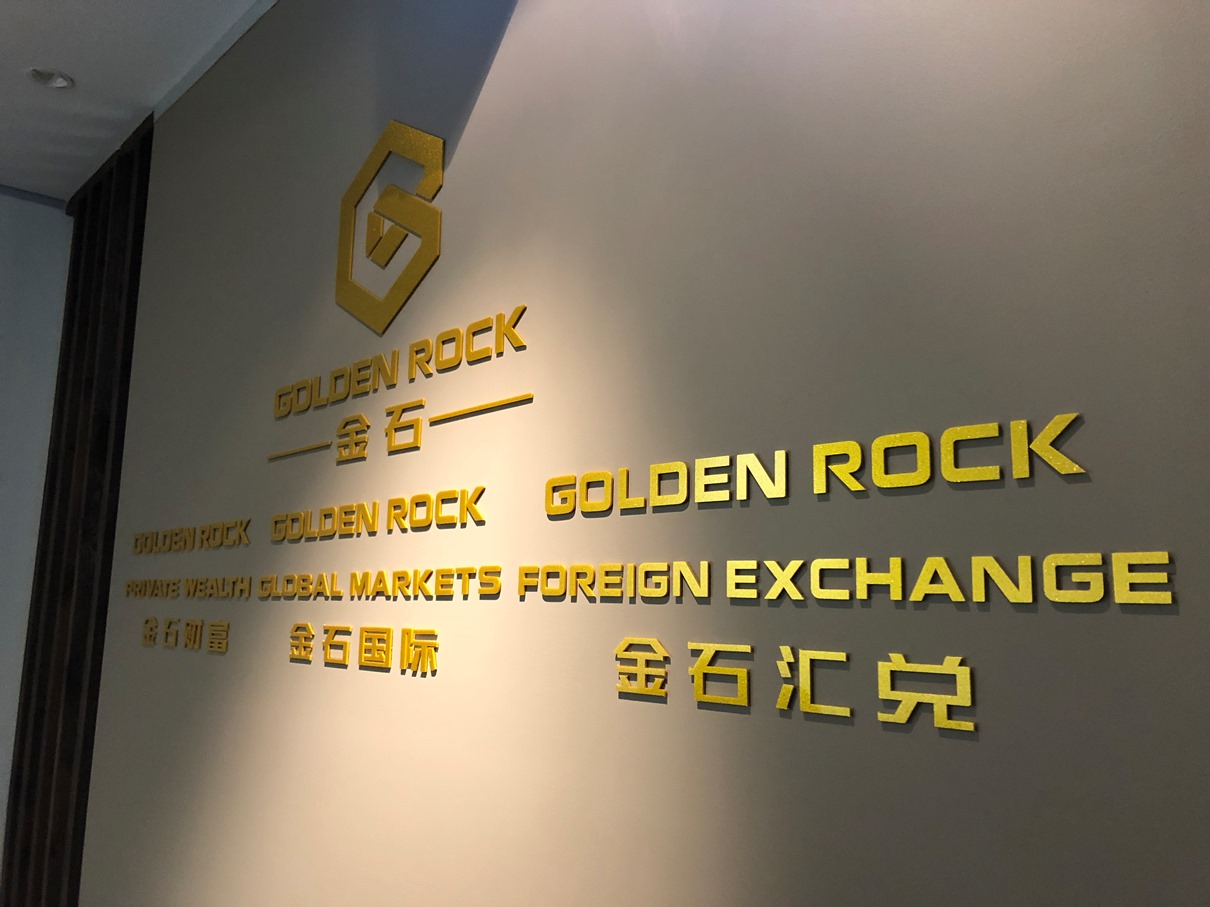 GOLDEN ROCK
金石
GOLDEN ROCK
PRIVATE WEALTH
金石财富
GOLDEN ROCK
GLOBAL MARKETS
金石国际
GOLDEN ROCK
FOREIGN EXCHANGE
金石汇兑